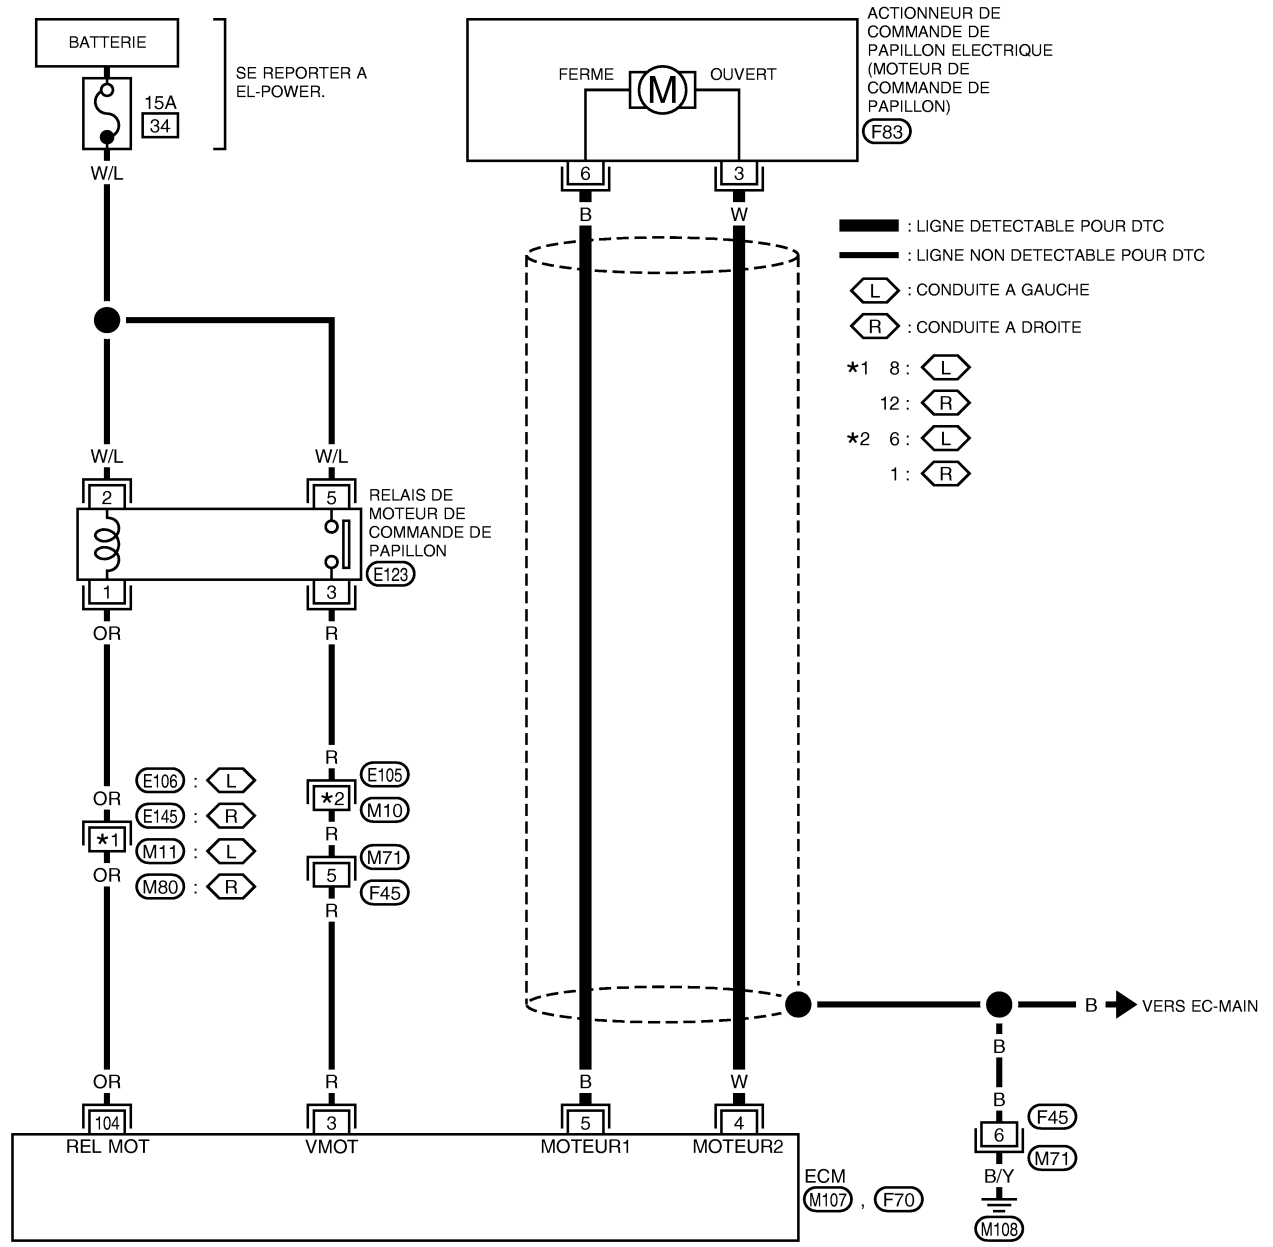 BATTERIE
15A
34
SE REPORTER A
EL-POWER.
W/L
W/L
W/L
2
5
RELAIS DE
MOTEUR DE
COMMANDE DE
PAPILLON
E123
1
3
OR
R
OR
*1
OR
E106 : L
E145 : R
M11 : L
M80 : R
R
*2
E105
M10
R
5
M71
F45
R
OR
R
104
3
REL MOT
VMOT
ACTIONNEUR DE
COMMANDE DE
PAPILLON ELECTRIQUE
(MOTEUR DE
COMMANDE DE
PAPILLON)
F83
FERME
M
OUVERT
6
3
B
W
: LIGNE DETECTABLE POUR DTC
: LIGNE NON DETECTABLE POUR DTC
L : CONDUITE A GAUCHE
R : CONDUITE A DROITE
*1 8 : L
12 : R
*2 6 : L
1 : R
B
W
5
4
MOTEUR1
MOTEUR2
ECM
M107 , F70
B
VERS EC-MAIN
B
B
6
F45
M71
B/Y
M108